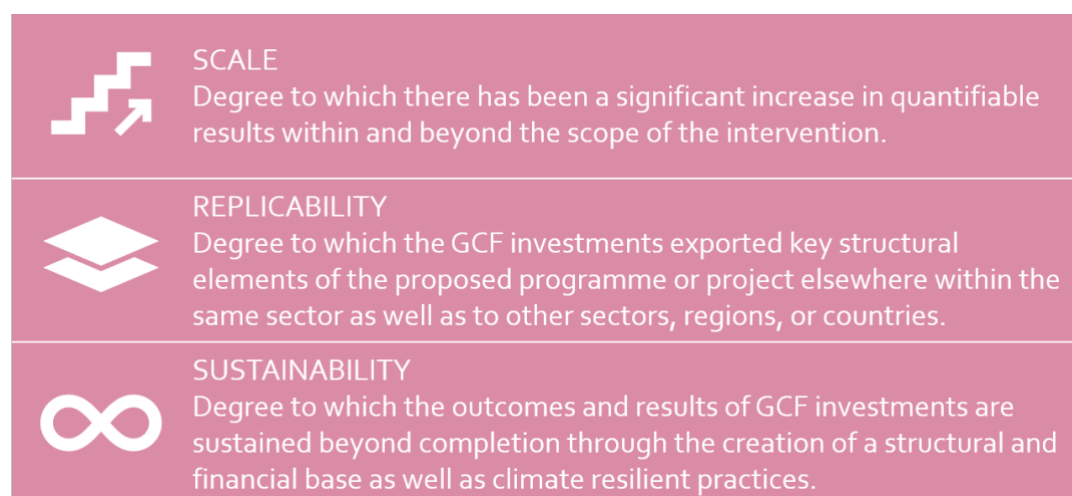 SCALE
Degree to which there has been a significant increase in quantifiable
results within and beyond the scope of the intervention.
REPLICABILITY
Degree to which the GCF investments exported key structural
elements of the proposed programme or project elsewhere within the
same sector as well as to other sectors, regions, or countries.
SUSTAINABILITY
Degree to which the outcomes and results of GCF investments are
sustained beyond completion through the creation of a structural and
financial base as well as climate resilient practices.